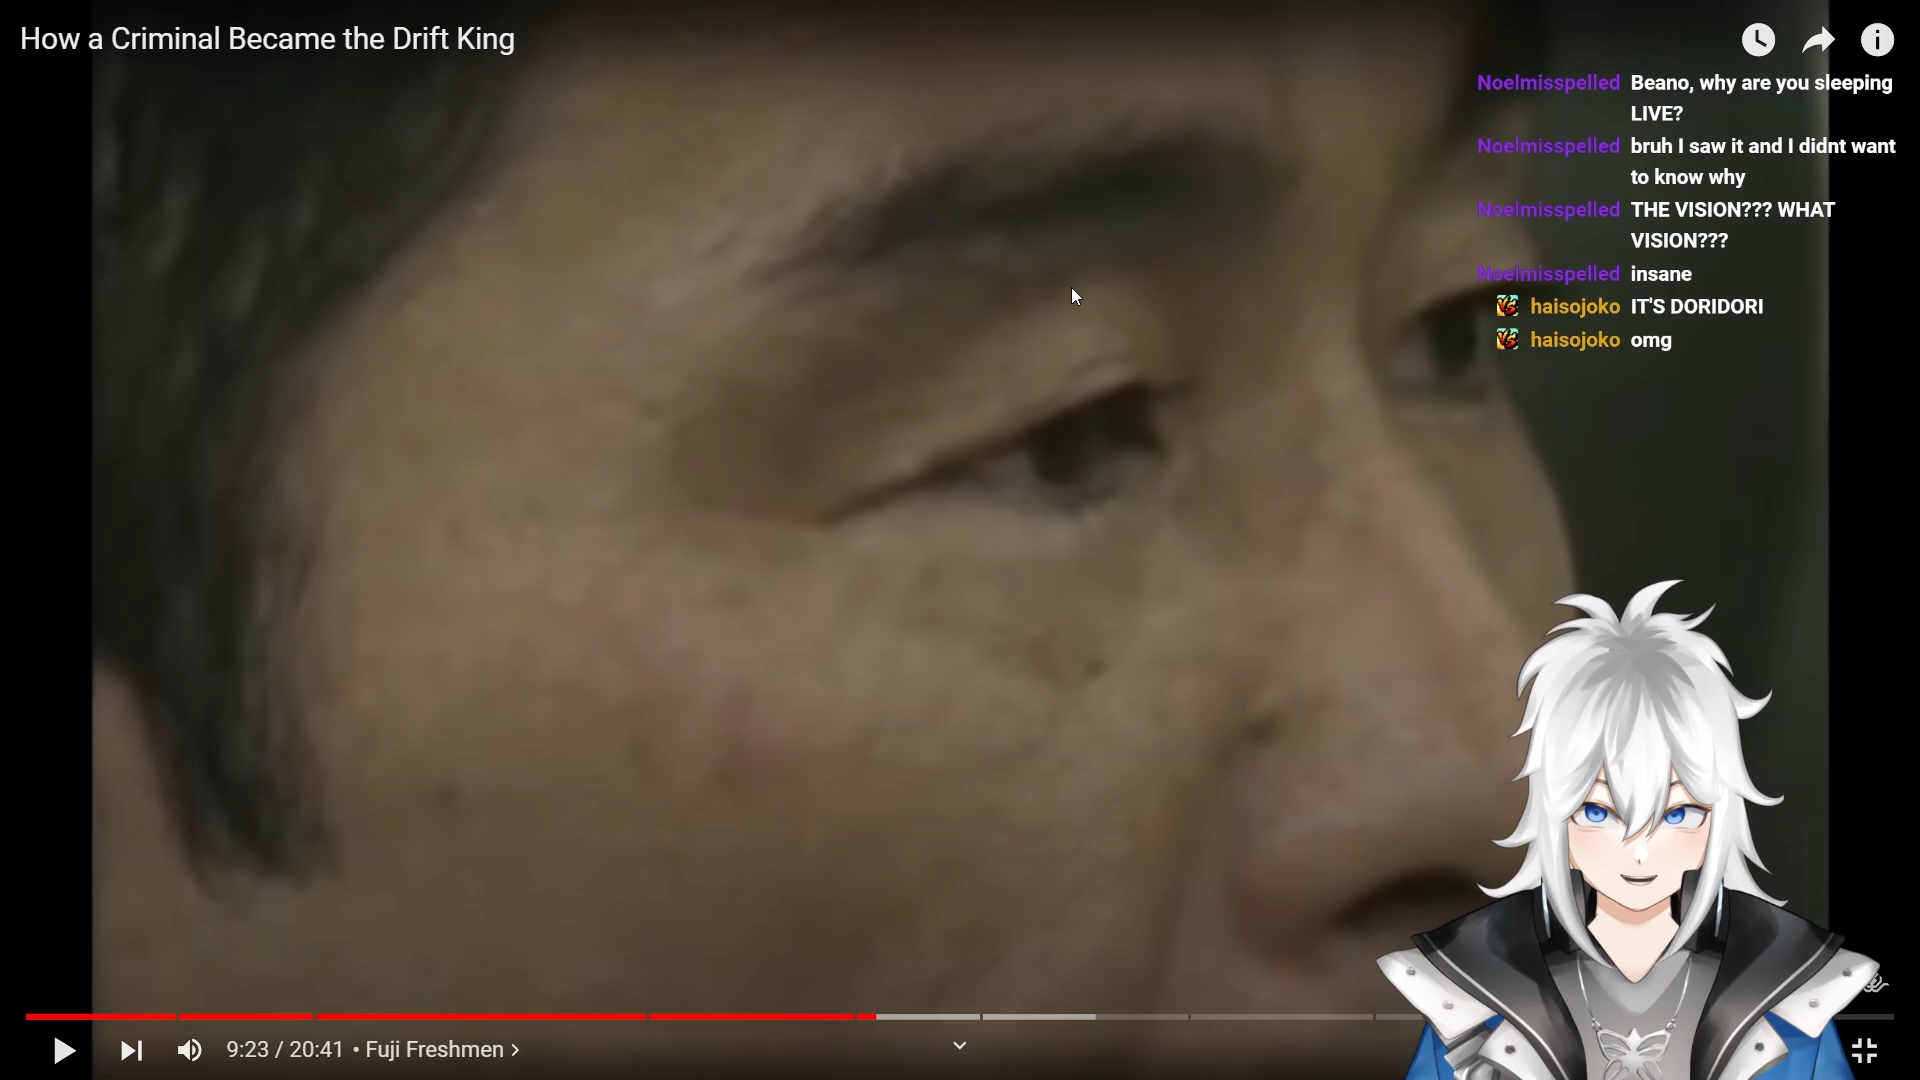 How a Criminal Became the Drift King
Noelmisspelled Beano, why are you sleeping
LIVE?
Noelmisspelled bruh I saw it and I didnt want
to know why
Noelmisspelled THE VISION??? WHAT
VISION???
Noelmisspelled insane
haisojoko IT'S DORIDORI
haisojoko omg
9:23 / 20:41 • Fuji Freshmen >